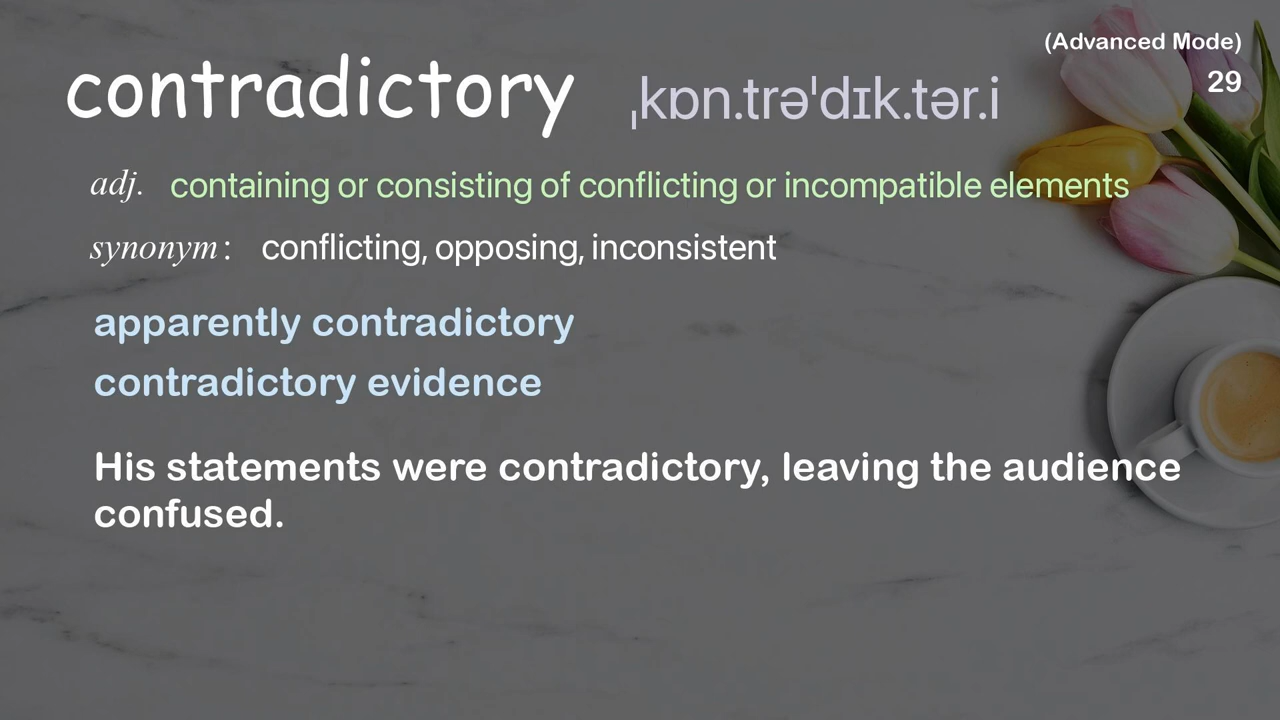 (Advanced Mode)
contradictory ˌkɒn.trəˈdɪk.tər.i
29
adj. containing or consisting of conflicting or incompatible elements
synonym: conflicting, opposing, inconsistent
apparently contradictory
contradictory evidence
His statements were contradictory, leaving the audience
confused.